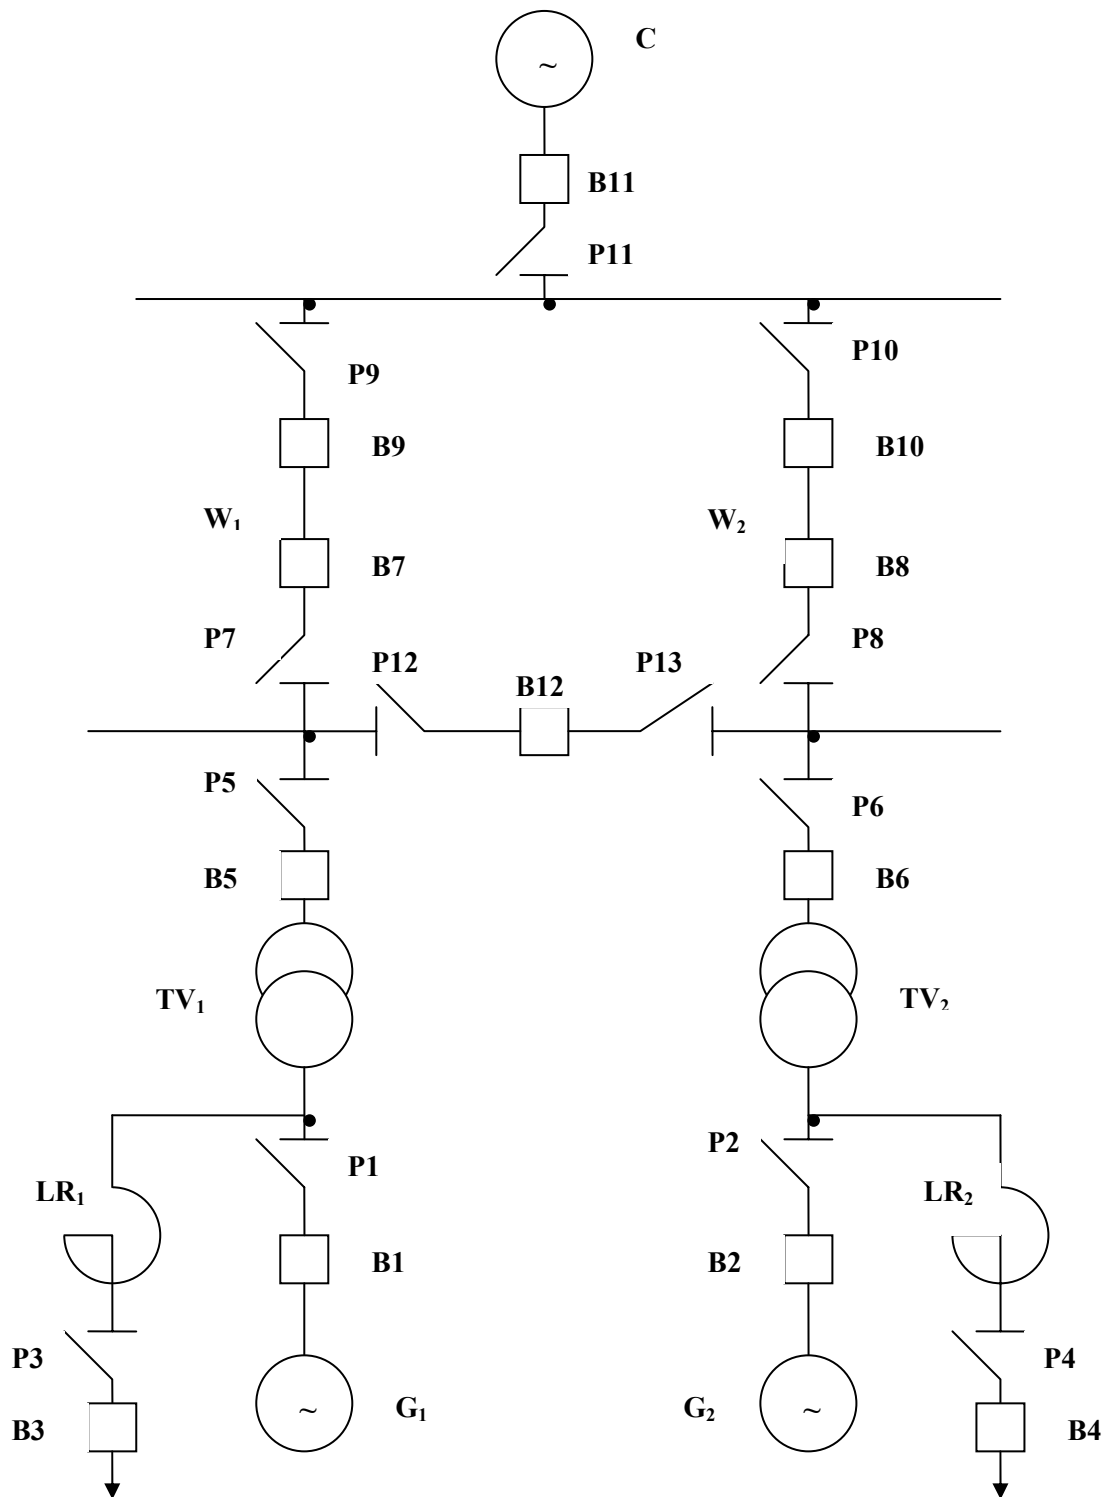 C
~
B11
P11
P10
P9
B9
B10
W₁
W₂
B7
B8
P7
P8
P12
P13
B12
P5
P6
B5
B6
TV₁
TV₂
P1
P2
LR₁
LR₂
B1
B2
P3
P4
~
G₁
G₂
~
B3
B4